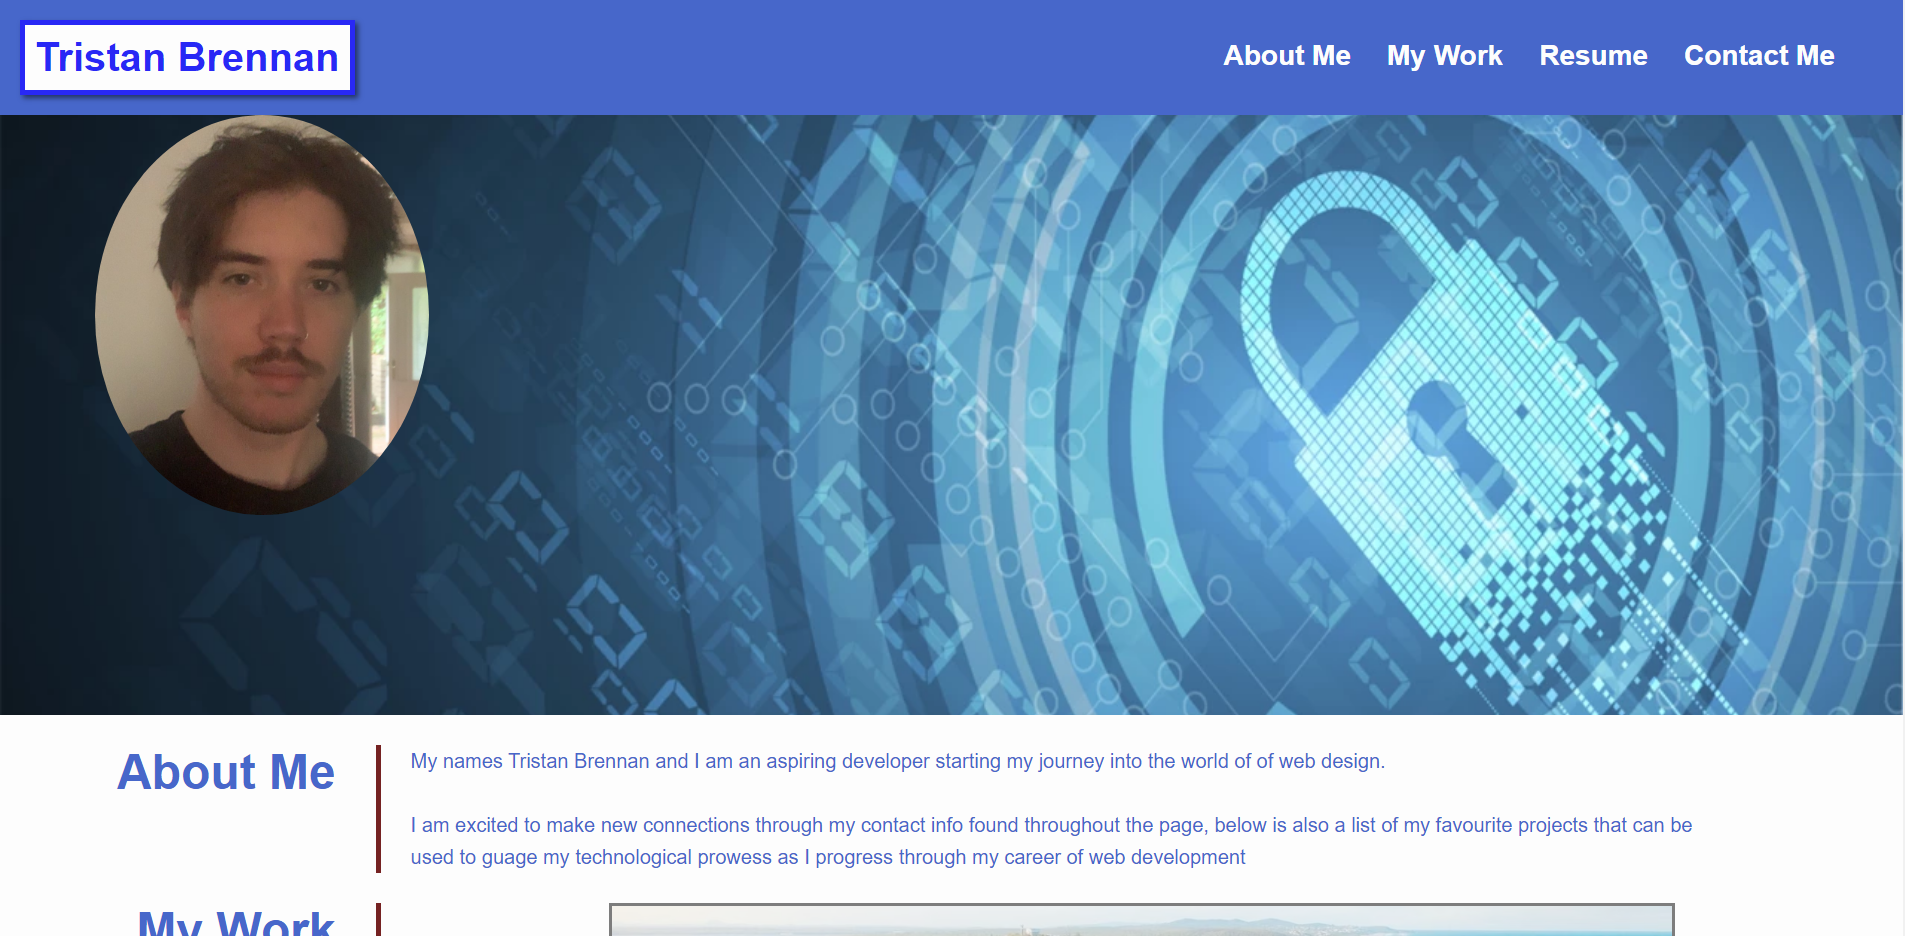 Tristan Brennan
About Me My Work Resume Contact Me
About Me
My names Tristan Brennan and I am an aspiring developer starting my journey into the world of of web design.
I am excited to make new connections through my contact info found throughout the page, below is also a list of my favourite projects that can be
used to guage my technological prowess as I progress through my career of web development
My Work